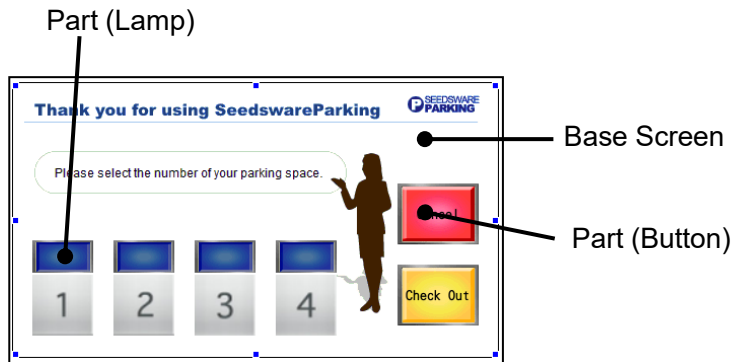 Part (Lamp)
Thank you for using SeedswareParking
P SEEDSWARE
PARKING
Base Screen
Please select the number of your parking space.
Cancel
Part (Button)
1 2 3 4
Check Out